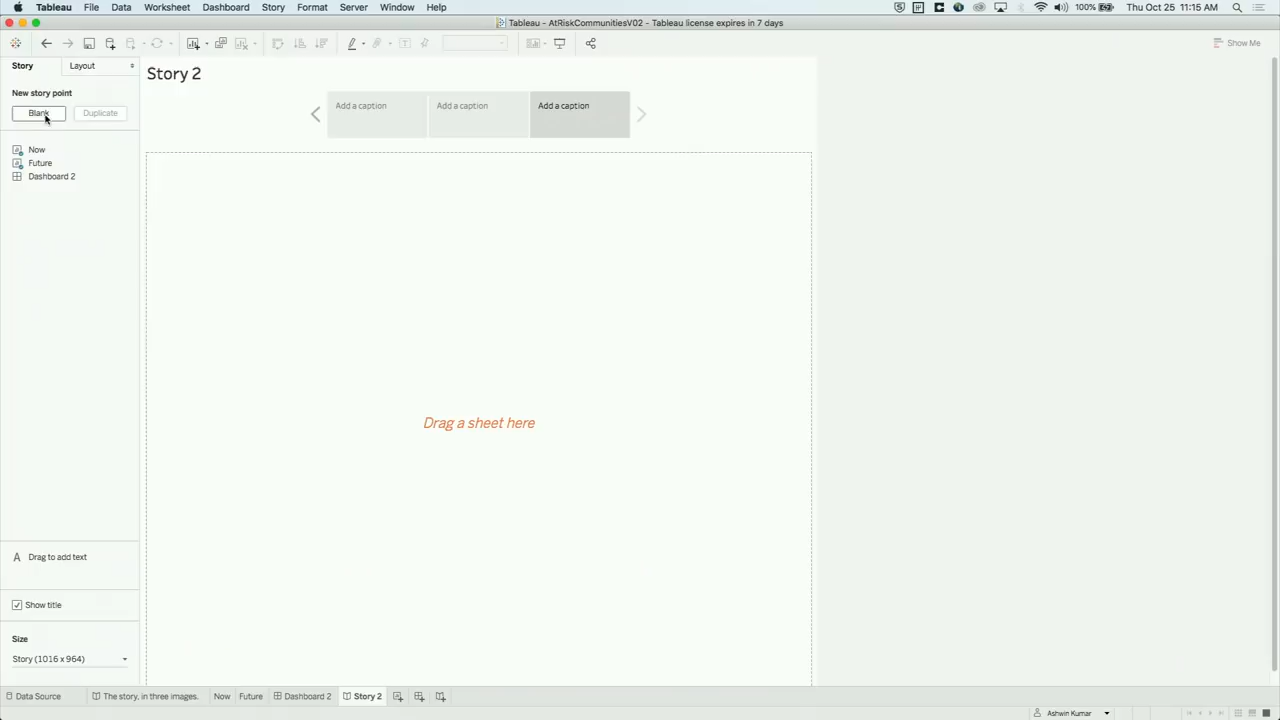 Tableau File Data Worksheet Dashboard Story Format Server Window Help 100% Thu Oct 25 11:15 AM
Tableau - AtRiskCommunitiesV02 - Tableau license expires in 7 days
Show Me
Story Layout
New story point
Blank Duplicate
Now
Future
Dashboard 2
Drag to add text
Show title
Size
Story (1016 x 964)
Story 2
Add a caption Add a caption Add a caption
Drag a sheet here
Data Source The story, in three images. Now Future Dashboard 2 Story 2
Ashwin Kumar